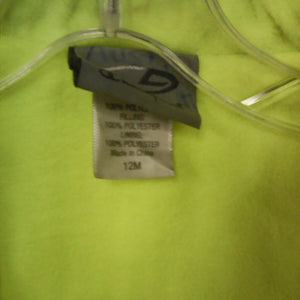 100% POLYESTER
FILLING:
100% POLYESTER
LINING:
100% POLYESTER
Made in China
12M